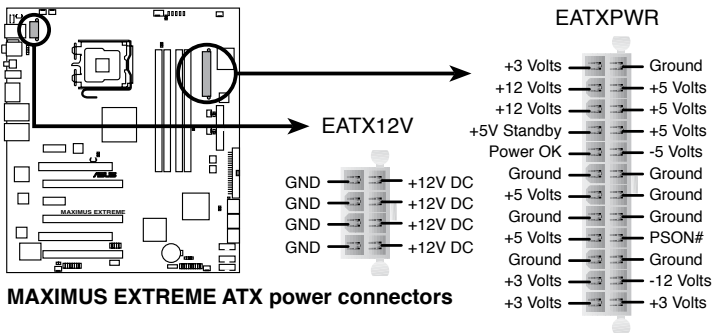 EATXPWR
+3 Volts Ground
+12 Volts +5 Volts
+12 Volts +5 Volts
+5V Standby +5 Volts
Power OK -5 Volts
Ground Ground
+5 Volts Ground
Ground Ground
+5 Volts PSON#
Ground Ground
+3 Volts -12 Volts
+3 Volts +3 Volts
EATX12V
GND +12V DC
GND +12V DC
GND +12V DC
GND +12V DC
ASUS
MAXIMUS EXTREME
MAXIMUS EXTREME ATX power connectors